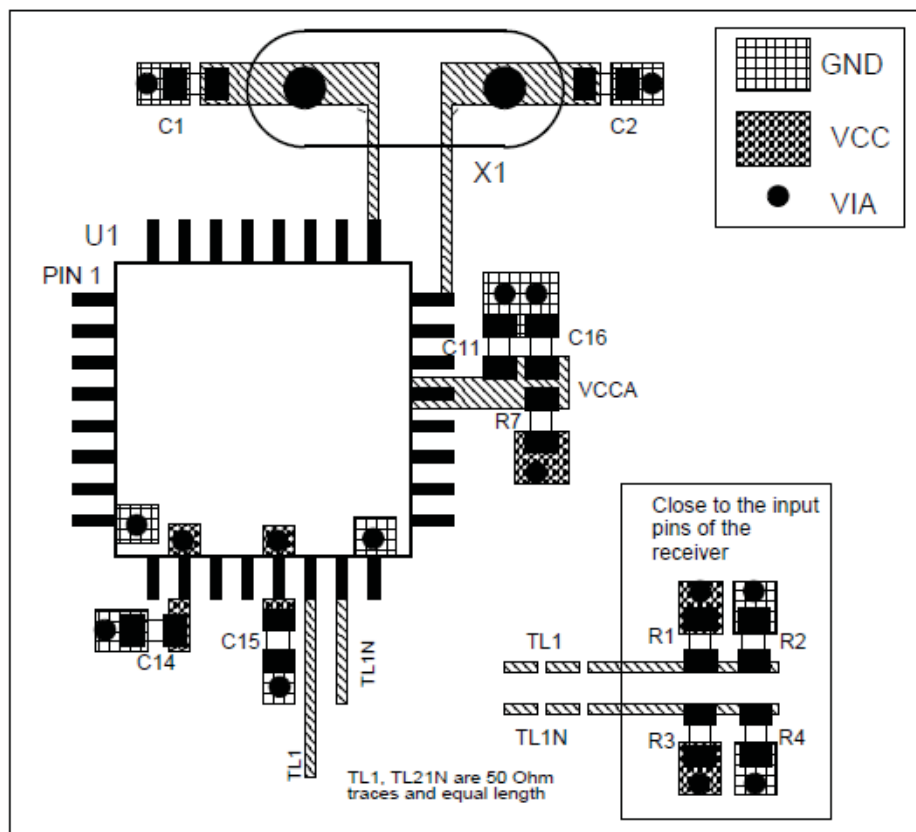 GND
VCC
VIA
C1
C2
X1
U1
PIN 1
C11
C16
VCCA
R7
Close to the input
pins of the
receiver
R1
R2
TL1
TL1N
R3
R4
C14
C15
TL1N
TL1
TL1, TL21N are 50 Ohm
traces and equal length